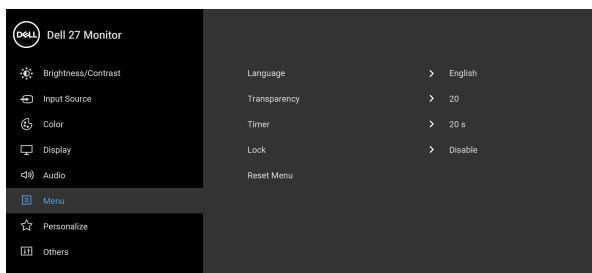 DELL Dell 27 Monitor
Brightness/Contrast
Input Source
Color
Display
Audio
Menu
Personalize
Others
Language > English
Transparency > 20
Timer > 20 s
Lock > Disable
Reset Menu